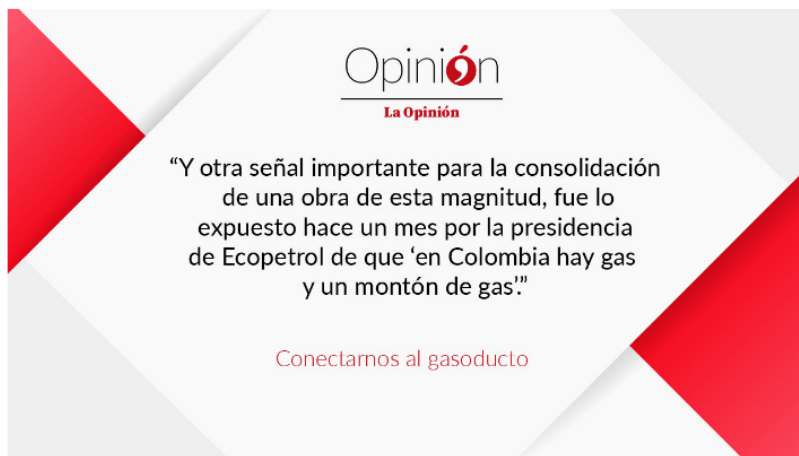 Opinión
La Opinión
“Y otra señal importante para la consolidación
de una obra de esta magnitud, fue lo
expuesto hace un mes por la presidencia
de Ecopetrol de que ‘en Colombia hay gas
y un montón de gas’.”
Conectarnos al gasoducto